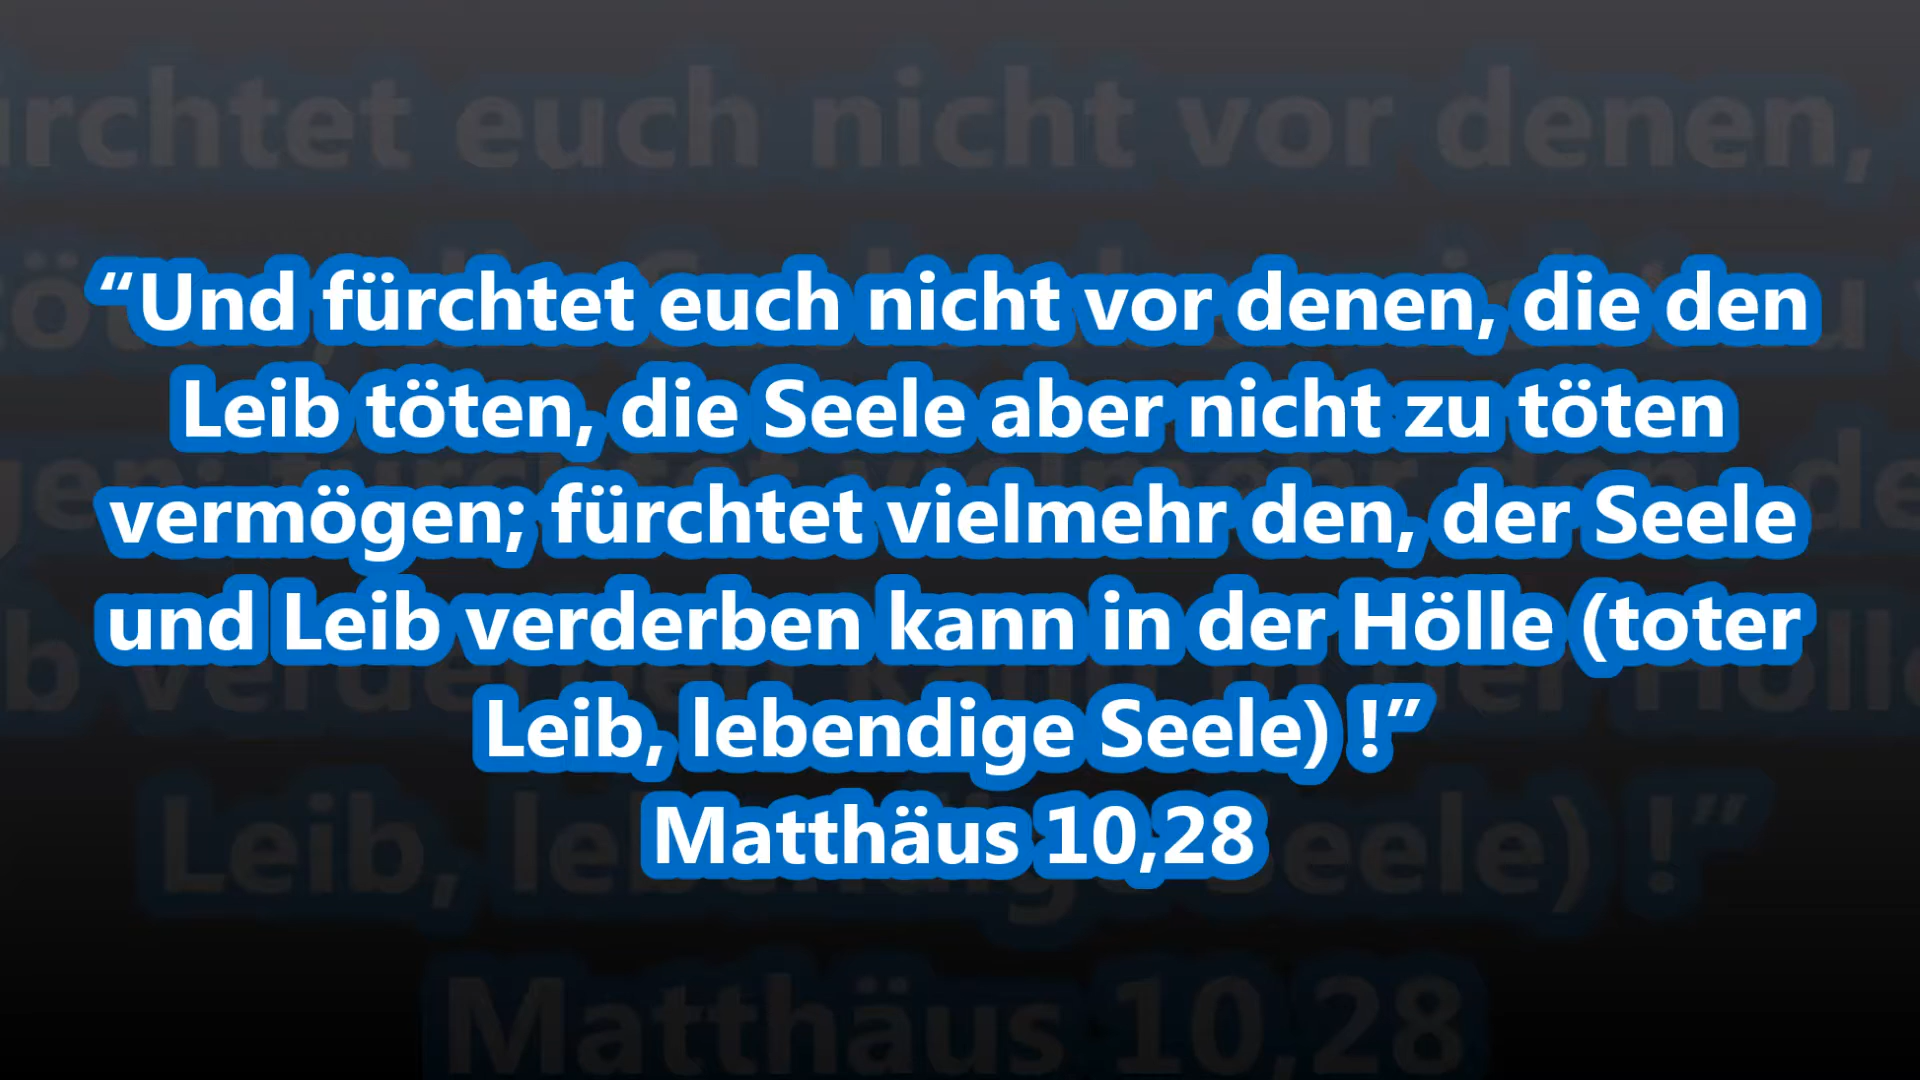 “Und fürchtet euch nicht vor denen, die den
Leib töten, die Seele aber nicht zu töten
vermögen; fürchtet vielmehr den, der Seele
und Leib verderben kann in der Hölle (toter
Leib, lebendige Seele) !”
Matthäus 10,28